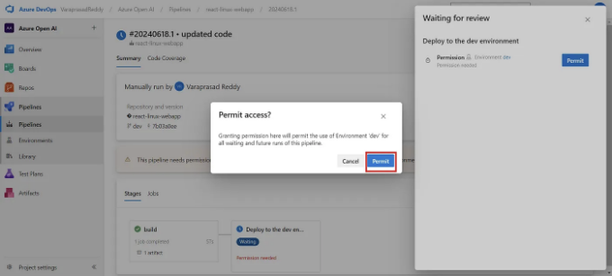 Azure DevOps VaraprasadReddy / Azure Open AI / Pipelines / react-linux-webapp / 20240618.1
Azure Open AI
Overview
Boards
Repos
Pipelines
Pipelines
Environments
Library
Test Plans
Artifacts
Project settings
#20240618.1 • updated code
react-linux-webapp
Summary Code Coverage
Manually run by Varaprasad Reddy
Repository and version
react-linux-webapp
dev
This pipeline needs permission
Stages Jobs
build
1 job completed
1 artifact
Deploy to the dev en...
Waiting
Permission needed
Permit access?
Granting permission here will permit the use of Environment 'dev' for
all waiting and future runs of this pipeline.
Cancel Permit
Waiting for review
Deploy to the dev environment
Permission Environment dev
Permission needed
Permit